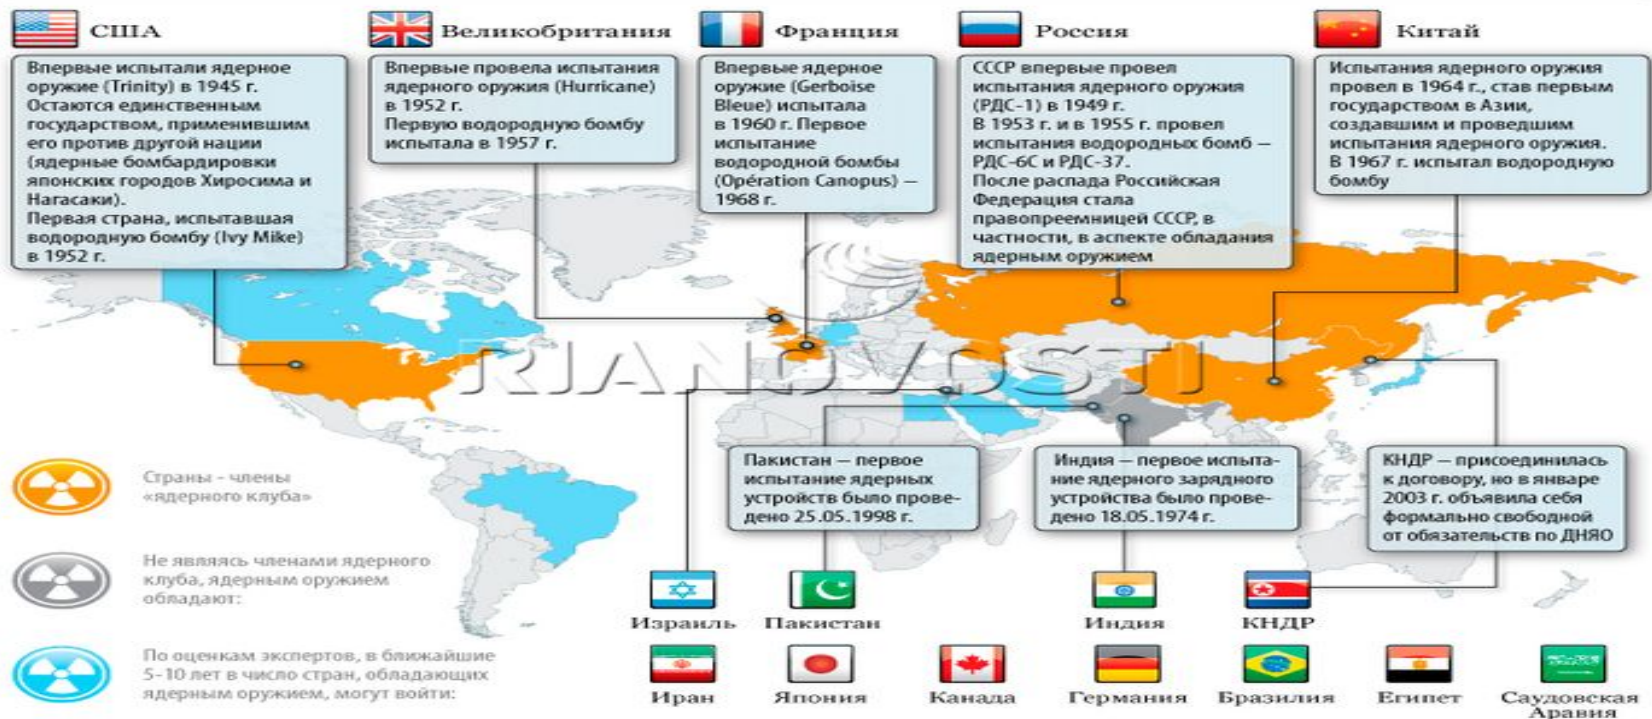 США
Впервые испытали ядерное
оружие (Trinity) в 1945 г.
Остаются единственным
государством, применившим
его против другой нации
(ядерные бомбардировки
японских городов Хиросима и
Нагасаки).
Первая страна, испытавшая
водородную бомбу (Ivy Mike)
в 1952 г.
Великобритания
Впервые провела испытания
ядерного оружия (Hurricane)
в 1952 г.
Первую водородную бомбу
испытала в 1957 г.
Франция
Впервые ядерное
оружие (Gerboise
Bleue) испытала
в 1960 г. Первое
испытание
водородной бомбы
(Opération Canopus) –
1968 г.
Россия
СССР впервые провел
испытания ядерного оружия
(РДС-1) в 1949 г.
В 1953 г. и в 1955 г. провел
испытания водородных бомб –
РДС-6С и РДС-37.
После распада Российская
Федерация стала
правопреемницей СССР, в
частности, в аспекте обладания
ядерным оружием
Китай
Испытания ядерного оружия
провел в 1964 г., став первым
государством в Азии,
создавшим и проведшим
испытания ядерного оружия.
В 1967 г. испытал водородную
бомбу
RIANOVOSTI
Пакистан – первое
испытание ядерных
устройств было прове-
дено 25.05.1998 г.
Индия – первое испыта-
ние ядерного зарядного
устройства было прове-
дено 18.05.1974 г.
КНДР – присоединилась
к договору, но в январе
2003 г. объявила себя
формально свободной
от обязательств по ДНЯО
Страны - члены
«ядерного клуба»
Не являясь членами ядерного
клуба, ядерным оружием
обладают:
Израиль
Пакистан
Индия
КНДР
По оценкам экспертов, в ближайшие
5-10 лет в число стран, обладающих
ядерным оружием, могут войти:
Иран
Япония
Канада
Германия
Бразилия
Египет
Саудовская
Аравия